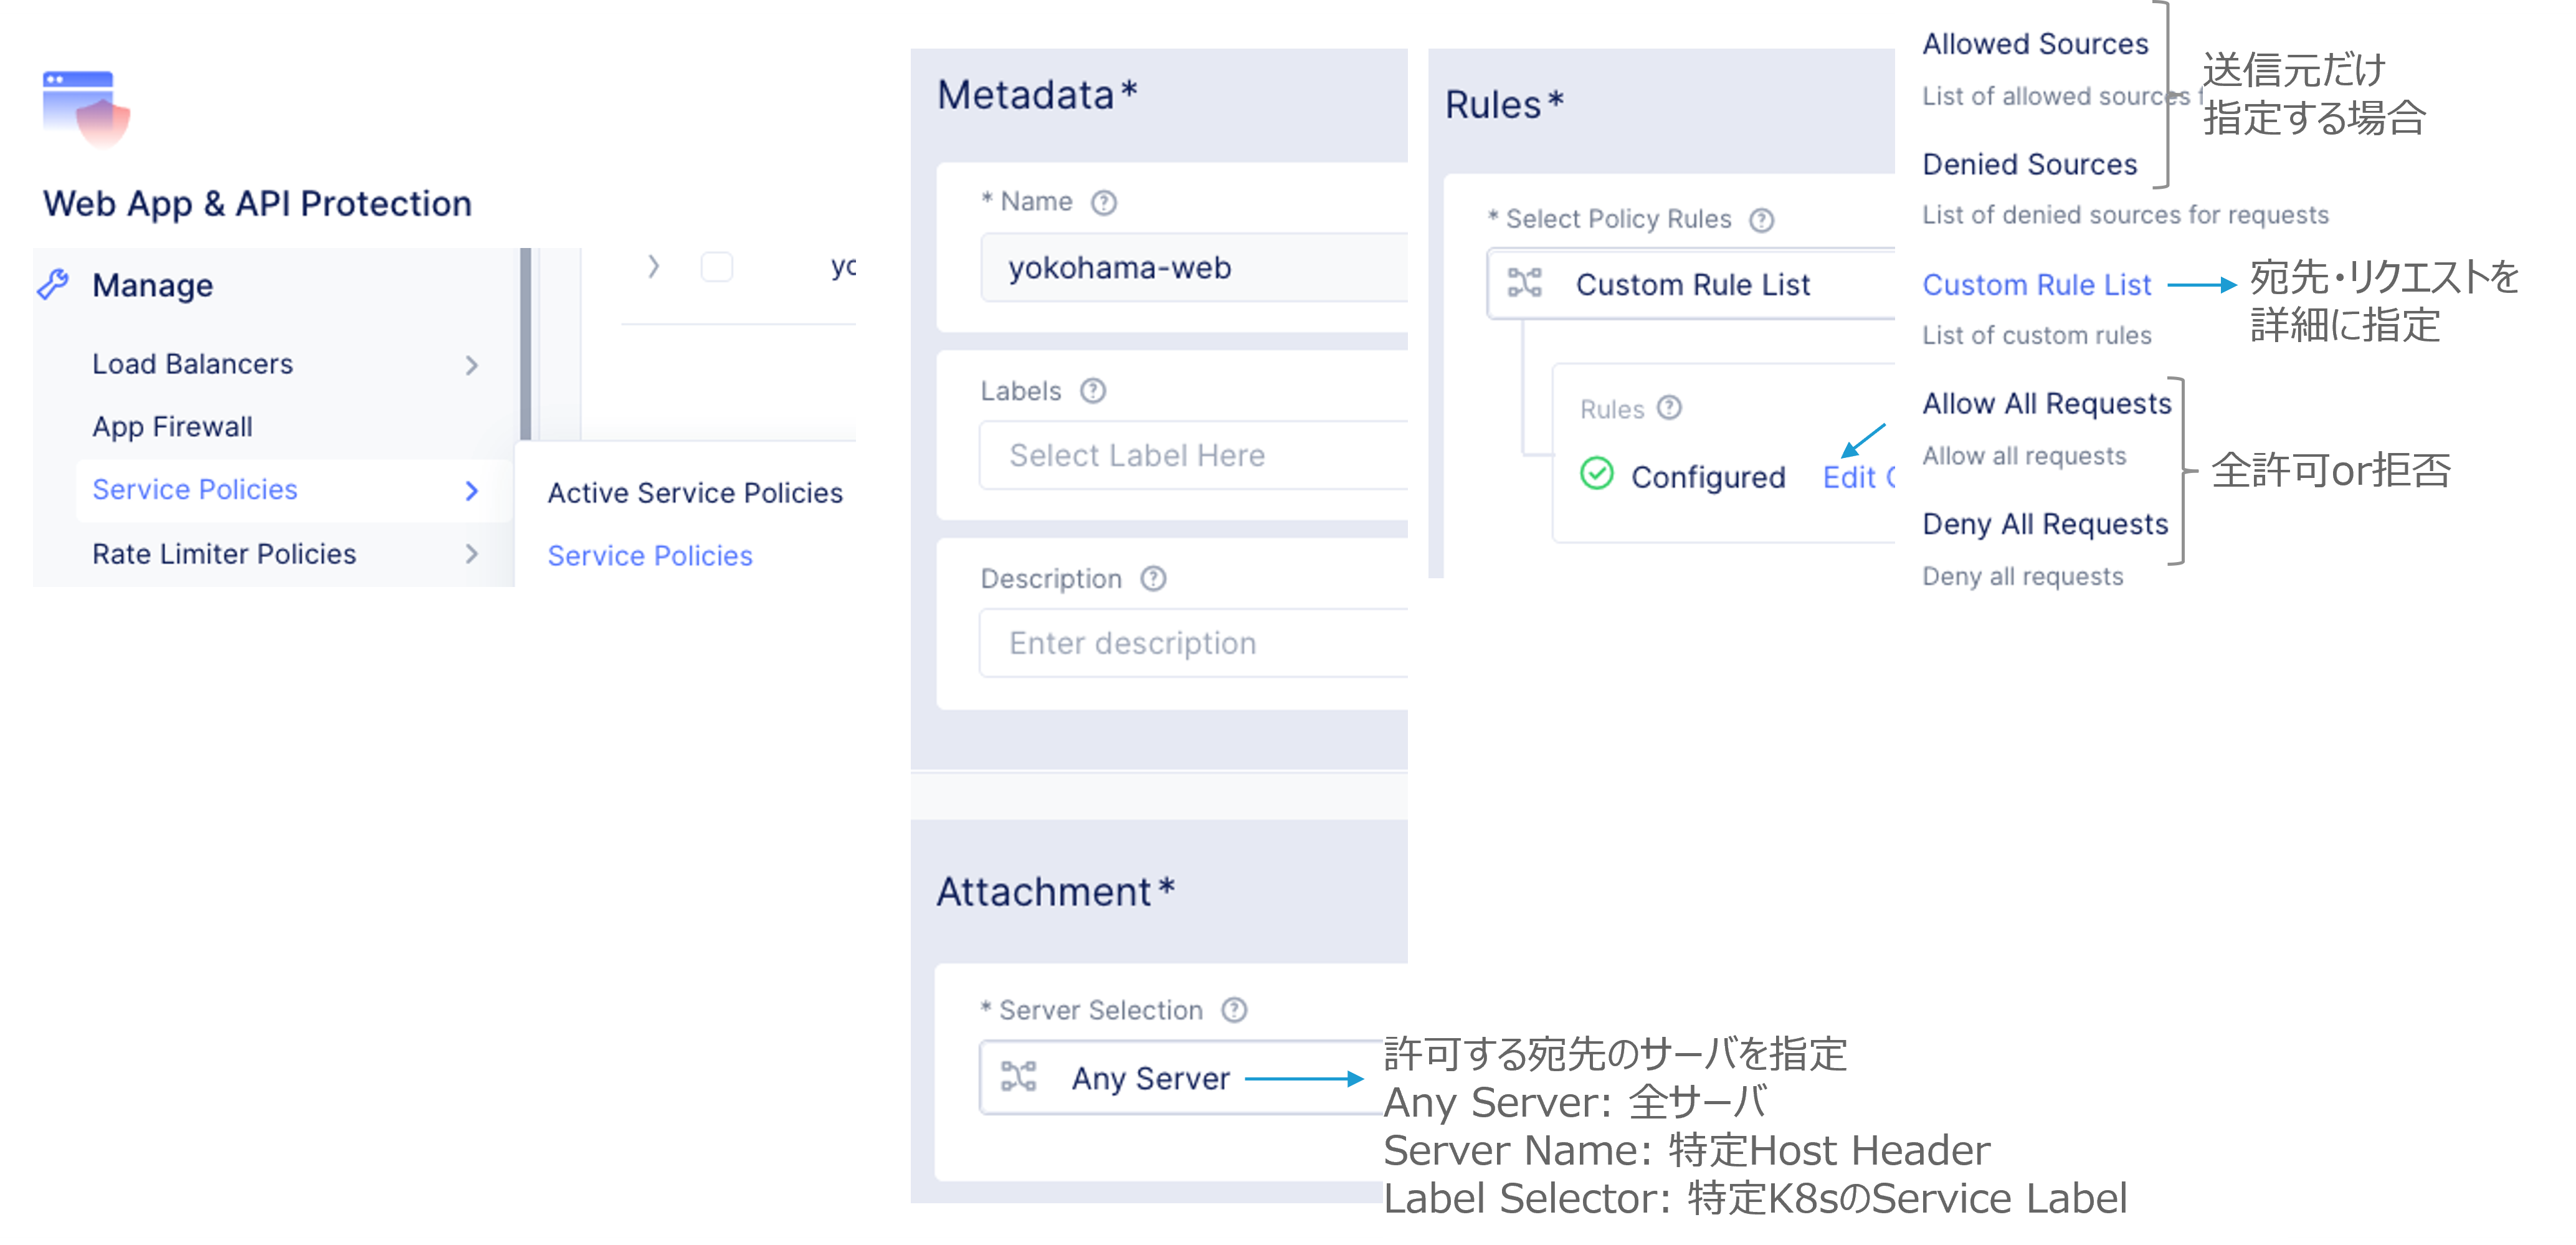 Web App & API Protection
Manage
Load Balancers
App Firewall
Service Policies
Rate Limiter Policies
Active Service Policies
Service Policies
Metadata*
* Name
yokohama-web
Labels
Select Label Here
Description
Enter description
Attachment*
* Server Selection
Any Server
許可する宛先のサーバを指定
Any Server: 全サーバ
Server Name: 特定Host Header
Label Selector: 特定K8sのService Label
Rules*
* Select Policy Rules
Custom Rule List
Rules
Configured Edit
Allowed Sources
List of allowed sources
Denied Sources
List of denied sources for requests
送信元だけ
指定する場合
Custom Rule List
List of custom rules
宛先・リクエストを
詳細に指定
Allow All Requests
Allow all requests
Deny All Requests
Deny all requests
全許可or拒否